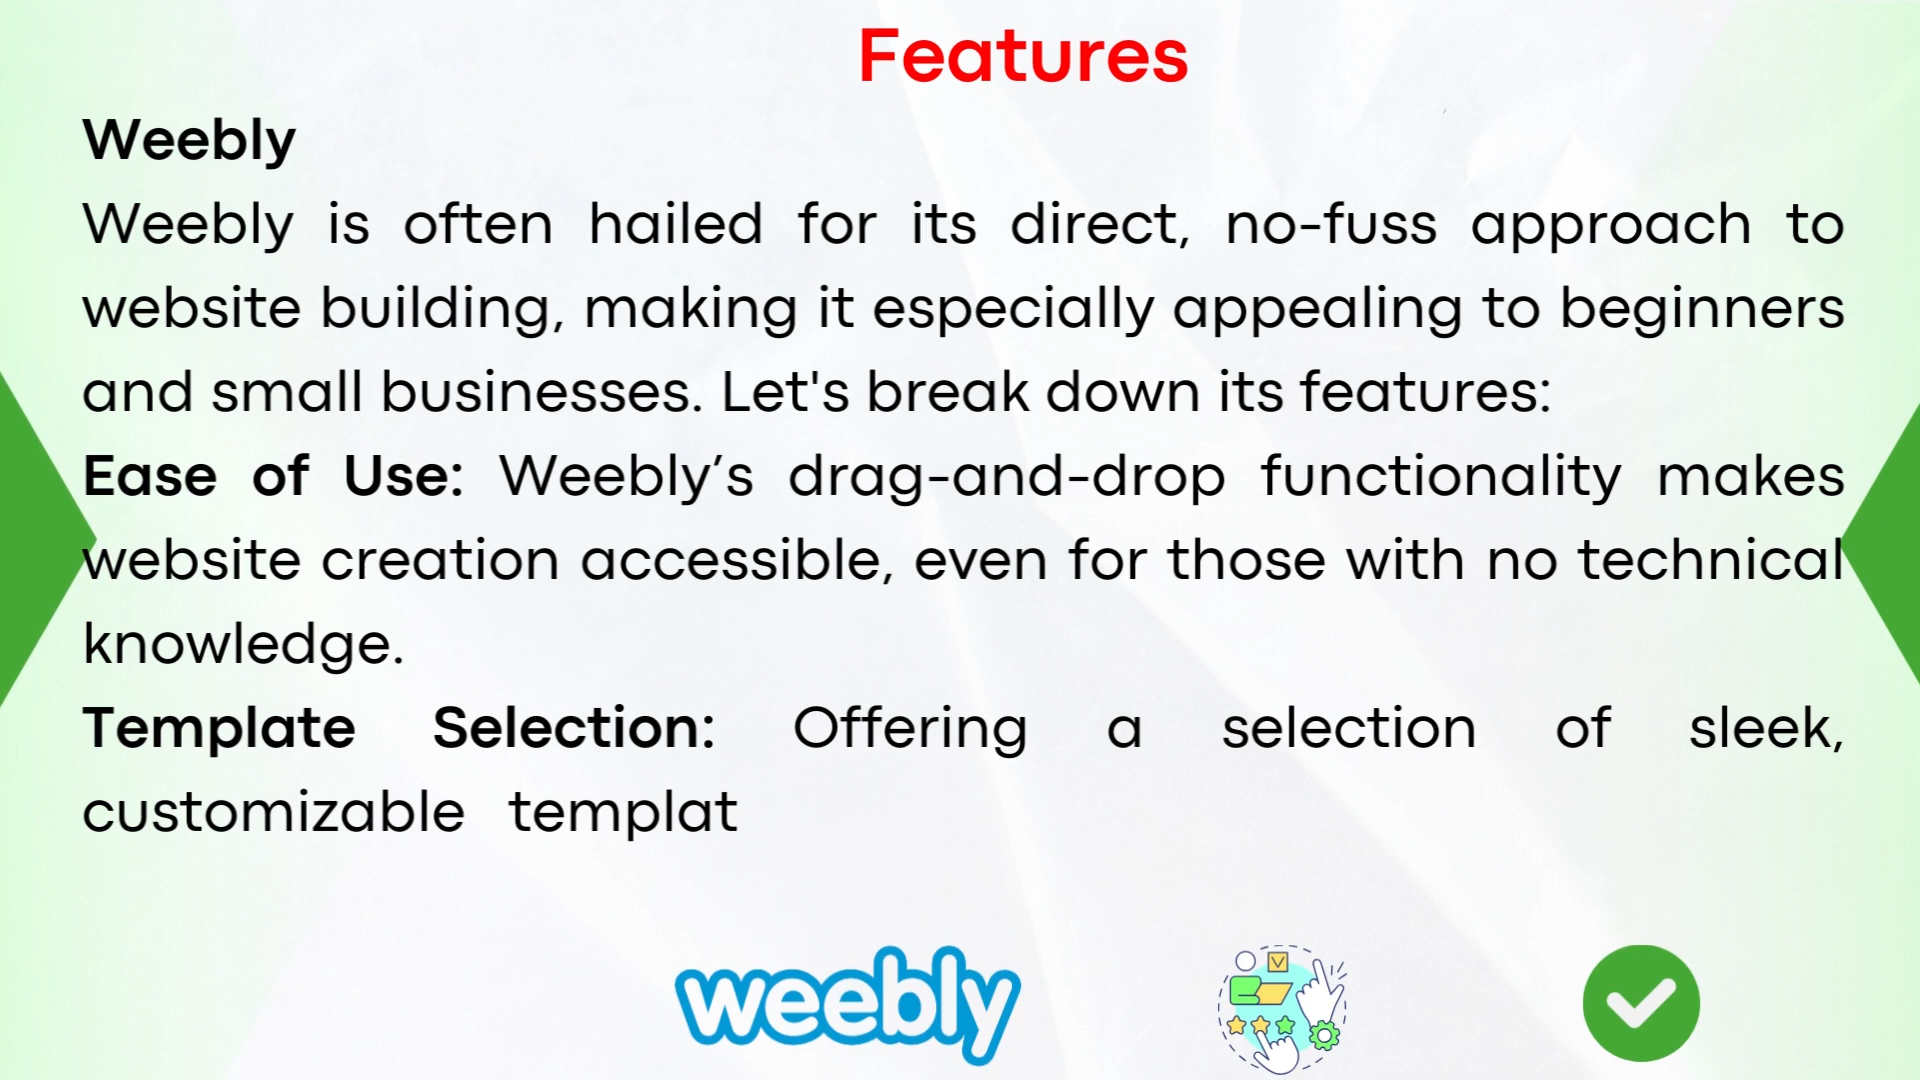 Features
Weebly
Weebly is often hailed for its direct, no-fuss approach to
website building, making it especially appealing to beginners
and small businesses. Let's break down its features:
Ease of Use: Weebly’s drag-and-drop functionality makes
website creation accessible, even for those with no technical
knowledge.
Template Selection: Offering a selection of sleek,
customizable templat
weebly